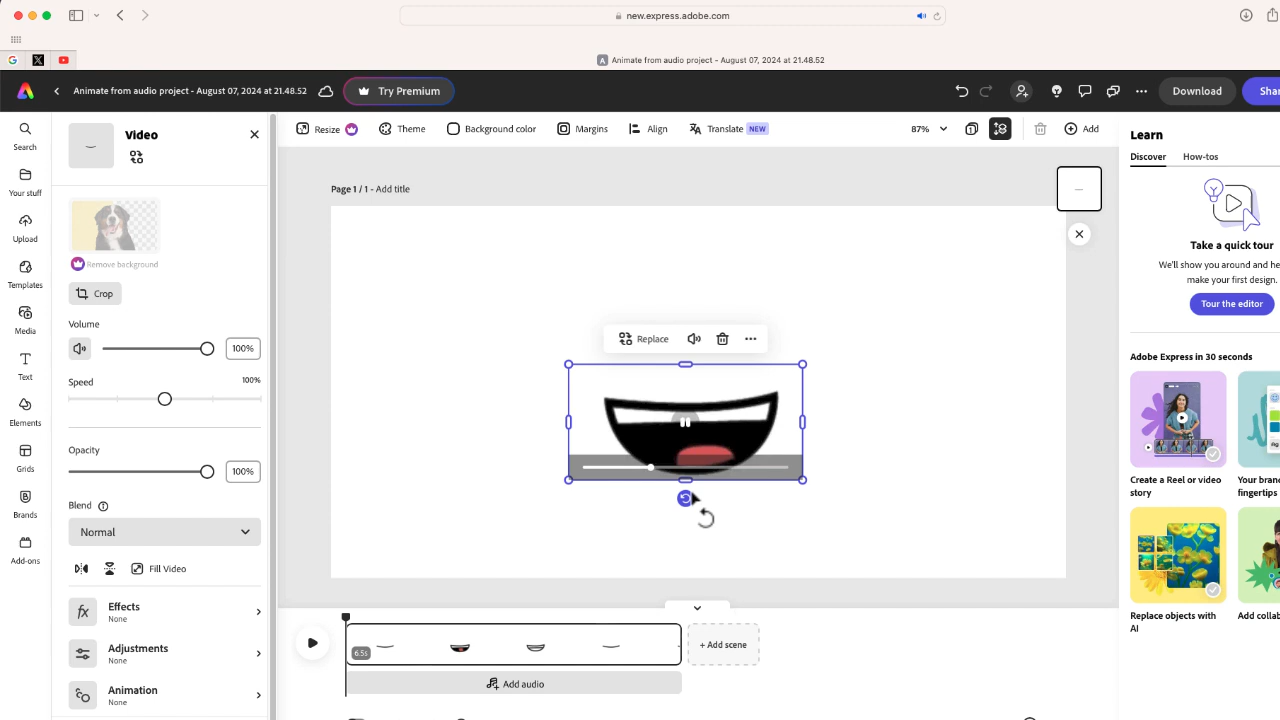 new.express.adobe.com
Animate from audio project - August 07, 2024 at 21.48.52
Animate from audio project - August 07, 2024 at 21.48.52
Try Premium
Download
Sha
Search
Your stuff
Upload
Templates
Media
Text
Elements
Grids
Brands
Add-ons
Video
Remove background
Crop
Volume
100%
Speed
100%
Opacity
100%
Blend
Normal
Fill Video
fx
Effects
None
Adjustments
None
Animation
None
Resize
Theme
Background color
Margins
Align
Translate NEW
87%
1
Add
Page 1 / 1 - Add title
Replace
6.5s
+ Add scene
Add audio
Learn
Discover
How-tos
Take a quick tour
We'll show you around and he
make your first design.
Tour the editor
Adobe Express in 30 seconds
Create a Reel or video
story
Your bran
fingertips
Replace objects with
AI
Add colla